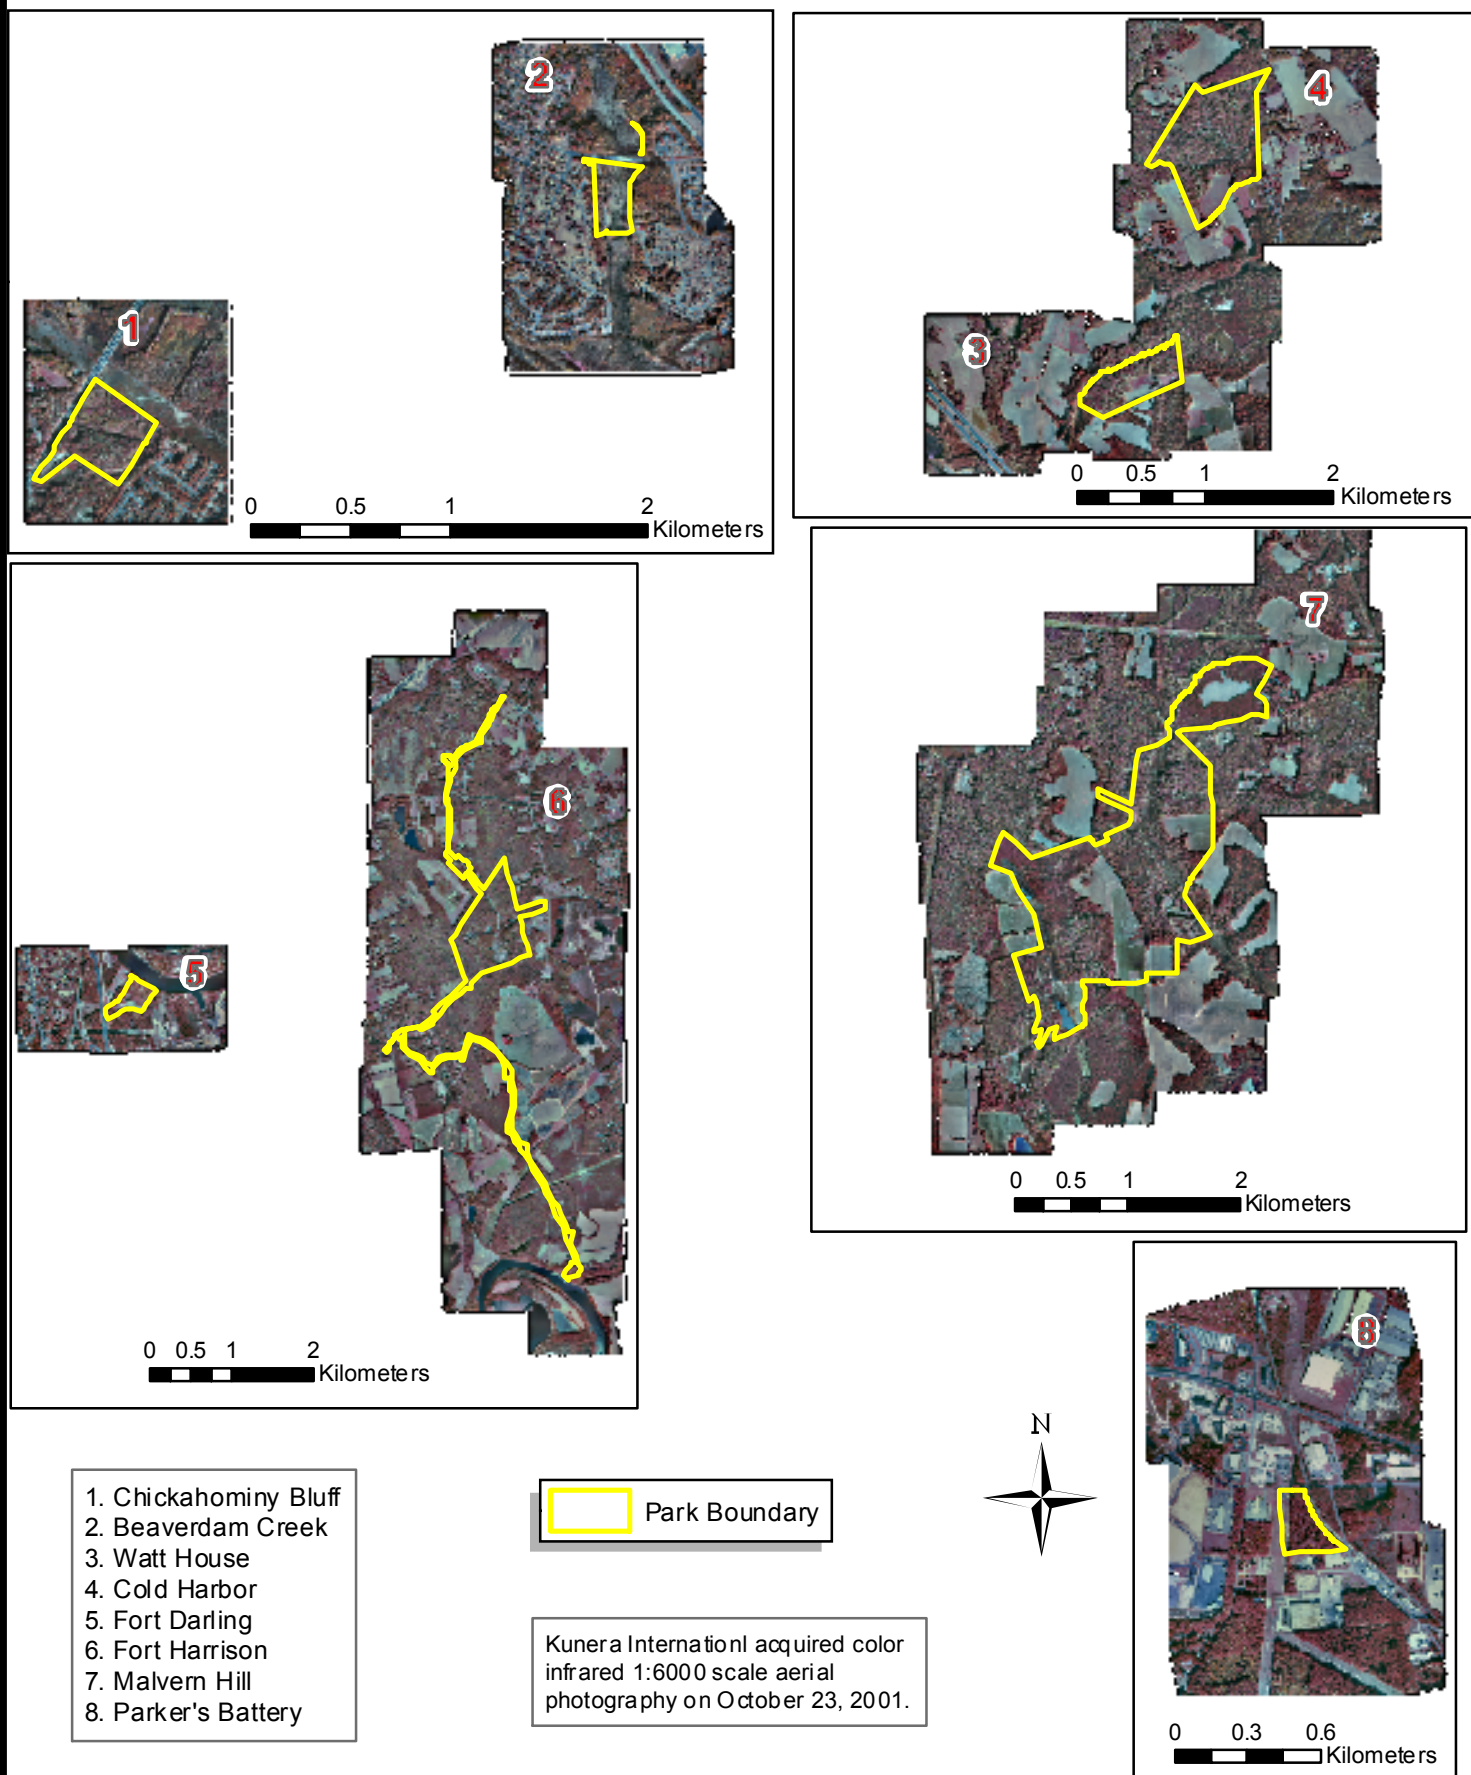 2
4
1
3
0 0.5 1 2
Kilometers
0 0.5 1 2
Kilometers
7
6
5
0 0.5 1 2
Kilometers
8
0 0.5 1 2
Kilometers
N
1. Chickahominy Bluff
2. Beaverdam Creek
3. Watt House
4. Cold Harbor
5. Fort Darling
6. Fort Harrison
7. Malvern Hill
8. Parker's Battery
Park Boundary
Kunera Internationl acquired color
infrared 1:6000 scale aerial
photography on October 23, 2001.
0 0.3 0.6
Kilometers